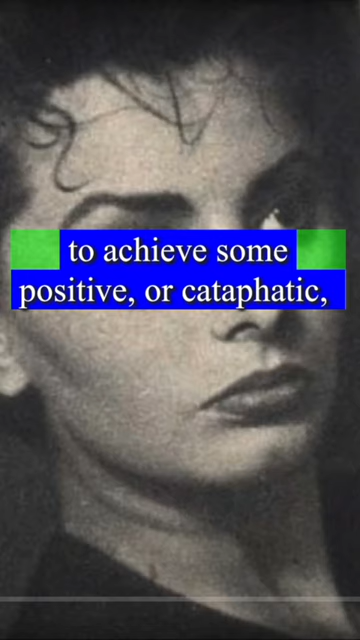 to achieve some
positive, or cataphatic,